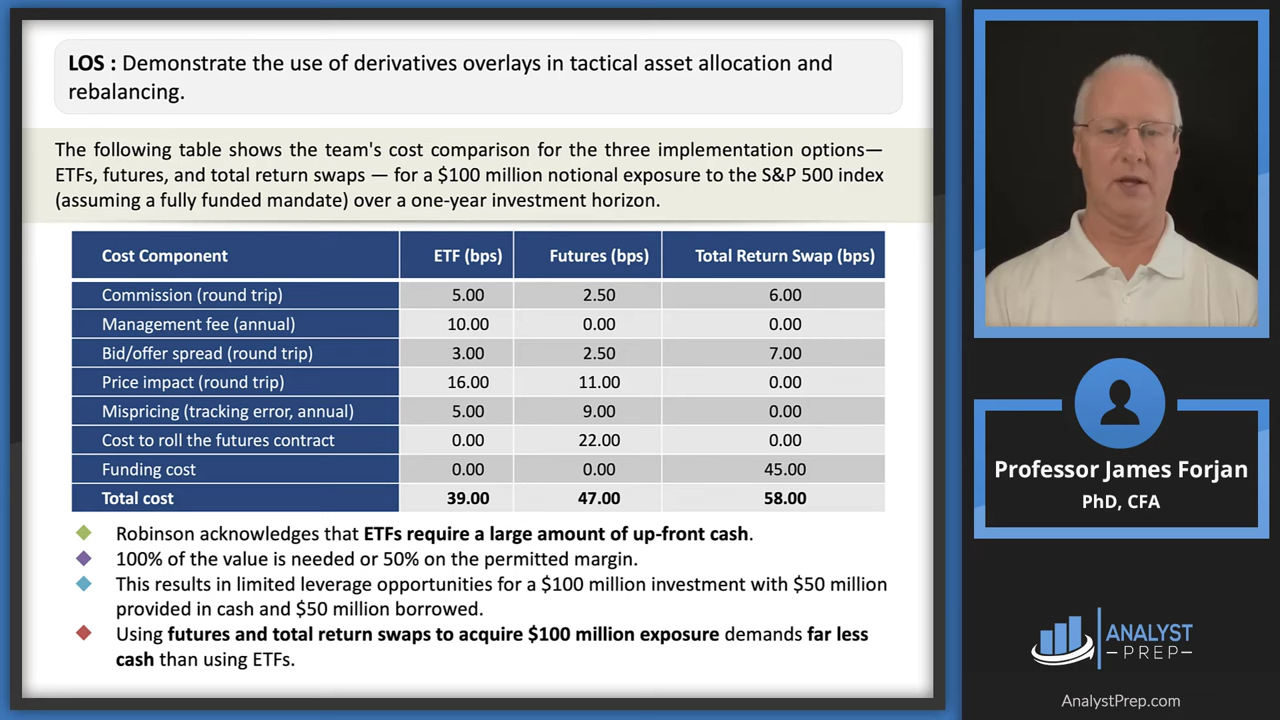 LOS : Demonstrate the use of derivatives overlays in tactical asset allocation and
rebalancing.
The following table shows the team's cost comparison for the three implementation options—
ETFs, futures, and total return swaps — for a $100 million notional exposure to the S&P 500 index
(assuming a fully funded mandate) over a one-year investment horizon.
Cost Component ETF (bps) Futures (bps) Total Return Swap (bps)
Commission (round trip) 5.00 2.50 6.00
Management fee (annual) 10.00 0.00 0.00
Bid/offer spread (round trip) 3.00 2.50 7.00
Price impact (round trip) 16.00 11.00 0.00
Mispricing (tracking error, annual) 5.00 9.00 0.00
Cost to roll the futures contract 0.00 22.00 0.00
Funding cost 0.00 0.00 45.00
Total cost 39.00 47.00 58.00
Robinson acknowledges that ETFs require a large amount of up-front cash.
100% of the value is needed or 50% on the permitted margin.
This results in limited leverage opportunities for a $100 million investment with $50 million
provided in cash and $50 million borrowed.
Using futures and total return swaps to acquire $100 million exposure demands far less
cash than using ETFs.
Professor James Forjan
PhD, CFA
ANALYST
PREP
AnalystPrep.com